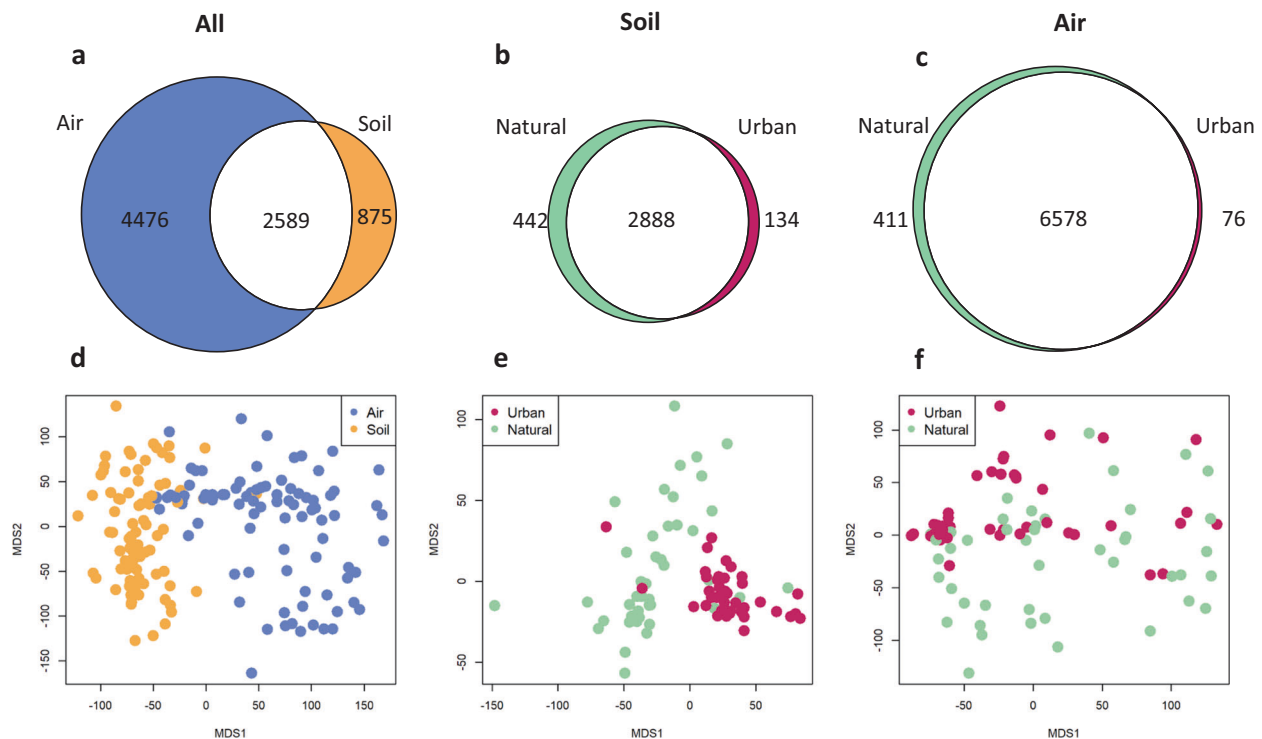 All
Soil
Air
a
b
c
Air
Soil
4476
2589
875
Natural
Urban
442
2888
134
Natural
Urban
411
6578
76
d
e
f
Air
Soil
100
50
0
-50
-100
-150
MDS2
-100
-50
0
50
100
150
MDS1
Urban
Natural
100
50
0
-50
MDS2
-150
-100
-50
0
50
MDS1
Urban
Natural
100
50
0
-50
-100
MDS2
-50
0
50
100
MDS1